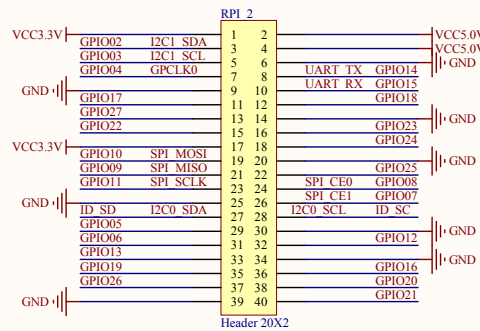 RPI_2
VCC3.3V 1 2 VCC5.0V
GPIO02 I2C1_SDA 3 4 VCC5.0V
GPIO03 I2C1_SCL 5 6 GND
GPIO04 GPCLK0 7 8 UART_TX GPIO14
GND 9 10 UART_RX GPIO15
GPIO17 11 12 GPIO18
GPIO27 13 14 GND
GPIO22 15 16 GPIO23
VCC3.3V 17 18 GPIO24
GPIO10 SPI_MOSI 19 20 GND
GPIO09 SPI_MISO 21 22 GPIO25
GPIO11 SPI_SCLK 23 24 SPI_CE0 GPIO08
GND 25 26 SPI_CE1 GPIO07
ID_SD I2C0_SDA 27 28 I2C0_SCL ID_SC
GPIO05 29 30 GND
GPIO06 31 32 GPIO12
GPIO13 33 34 GND
GPIO19 35 36 GPIO16
GPIO26 37 38 GPIO20
GND 39 40 GPIO21
Header 20X2